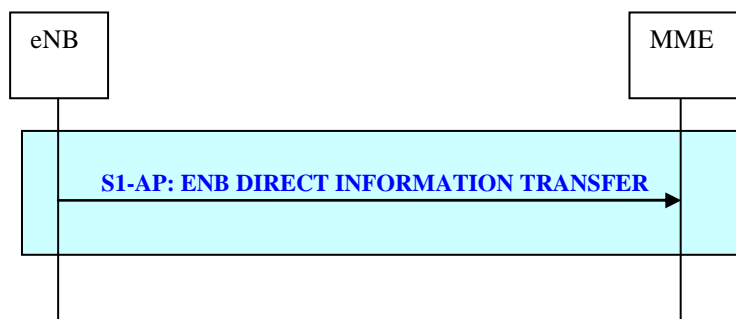 eNB
MME
S1-AP: ENB DIRECT INFORMATION TRANSFER